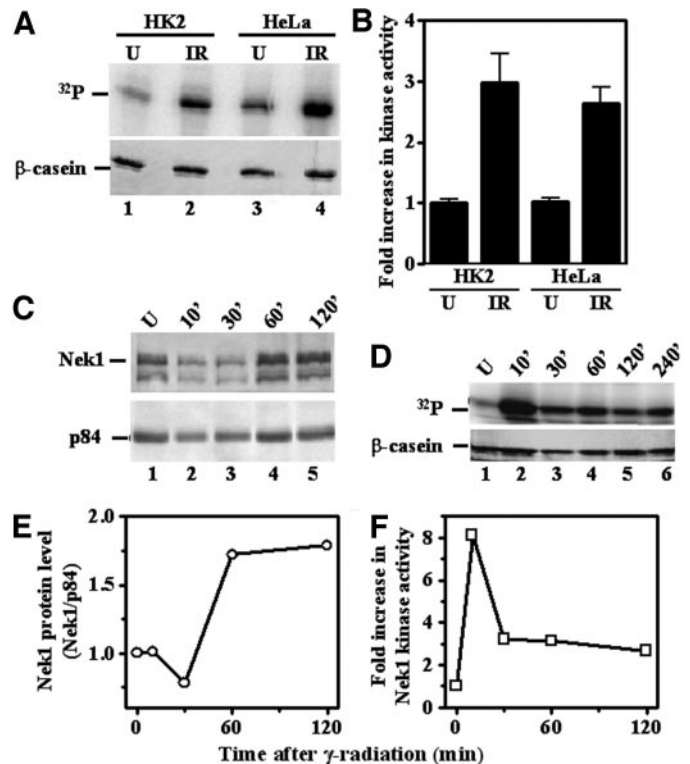 A
HK2 HeLa
U IR U IR
32P
β-casein
1 2 3 4
B
Fold increase in kinase activity
4
3
2
1
0
HK2 HeLa
U IR U IR
C
U 10' 30' 60' 120'
Nek1
p84
1 2 3 4 5
D
U 10' 30' 60' 120' 240'
32P
β-casein
1 2 3 4 5 6
E
Nek1 protein level
(Nek1/p84)
2.0
1.5
1.0
0 60 120
F
Fold increase in
Nek1 kinase activity
8
6
4
2
0
0 60 120
Time after γ-radiation (min)